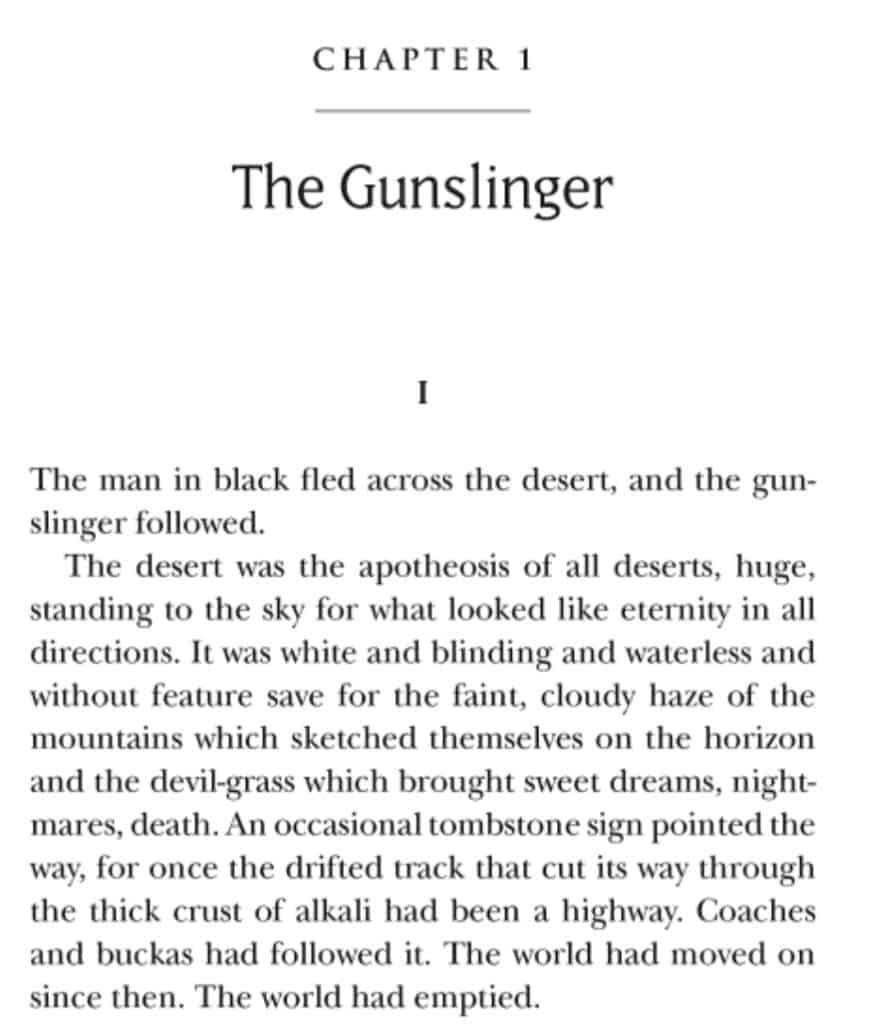 CHAPTER 1
The Gunslinger
I
The man in black fled across the desert, and the gun-
slinger followed.
The desert was the apotheosis of all deserts, huge,
standing to the sky for what looked like eternity in all
directions. It was white and blinding and waterless and
without feature save for the faint, cloudy haze of the
mountains which sketched themselves on the horizon
and the devil-grass which brought sweet dreams, night-
mares, death. An occasional tombstone sign pointed the
way, for once the drifted track that cut its way through
the thick crust of alkali had been a highway. Coaches
and buckas had followed it. The world had moved on
since then. The world had emptied.